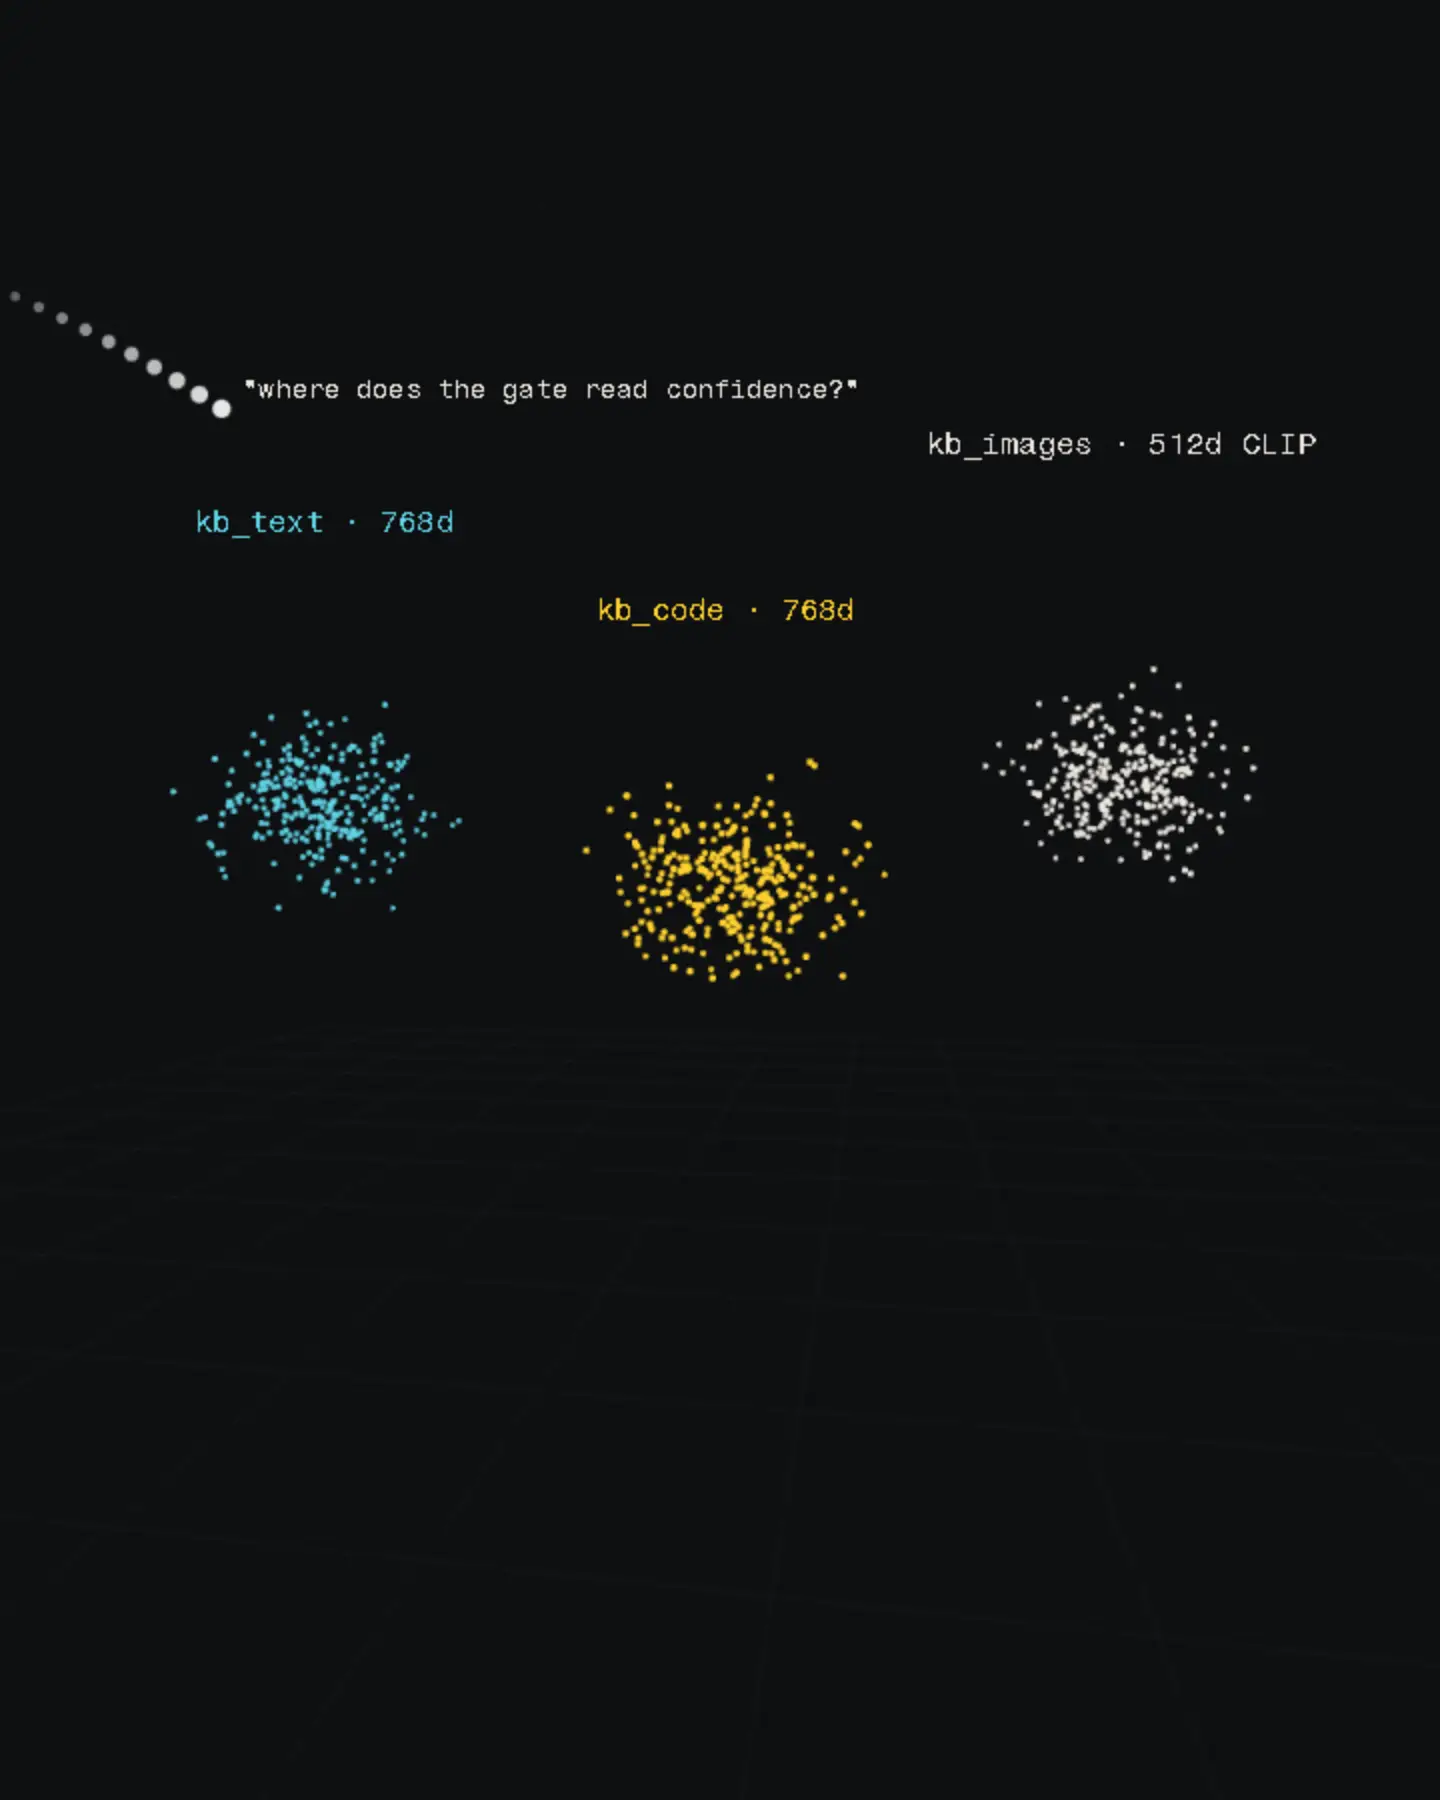 "where does the gate read confidence?"
kb_images · 512d CLIP
kb_text · 768d
kb_code · 768d